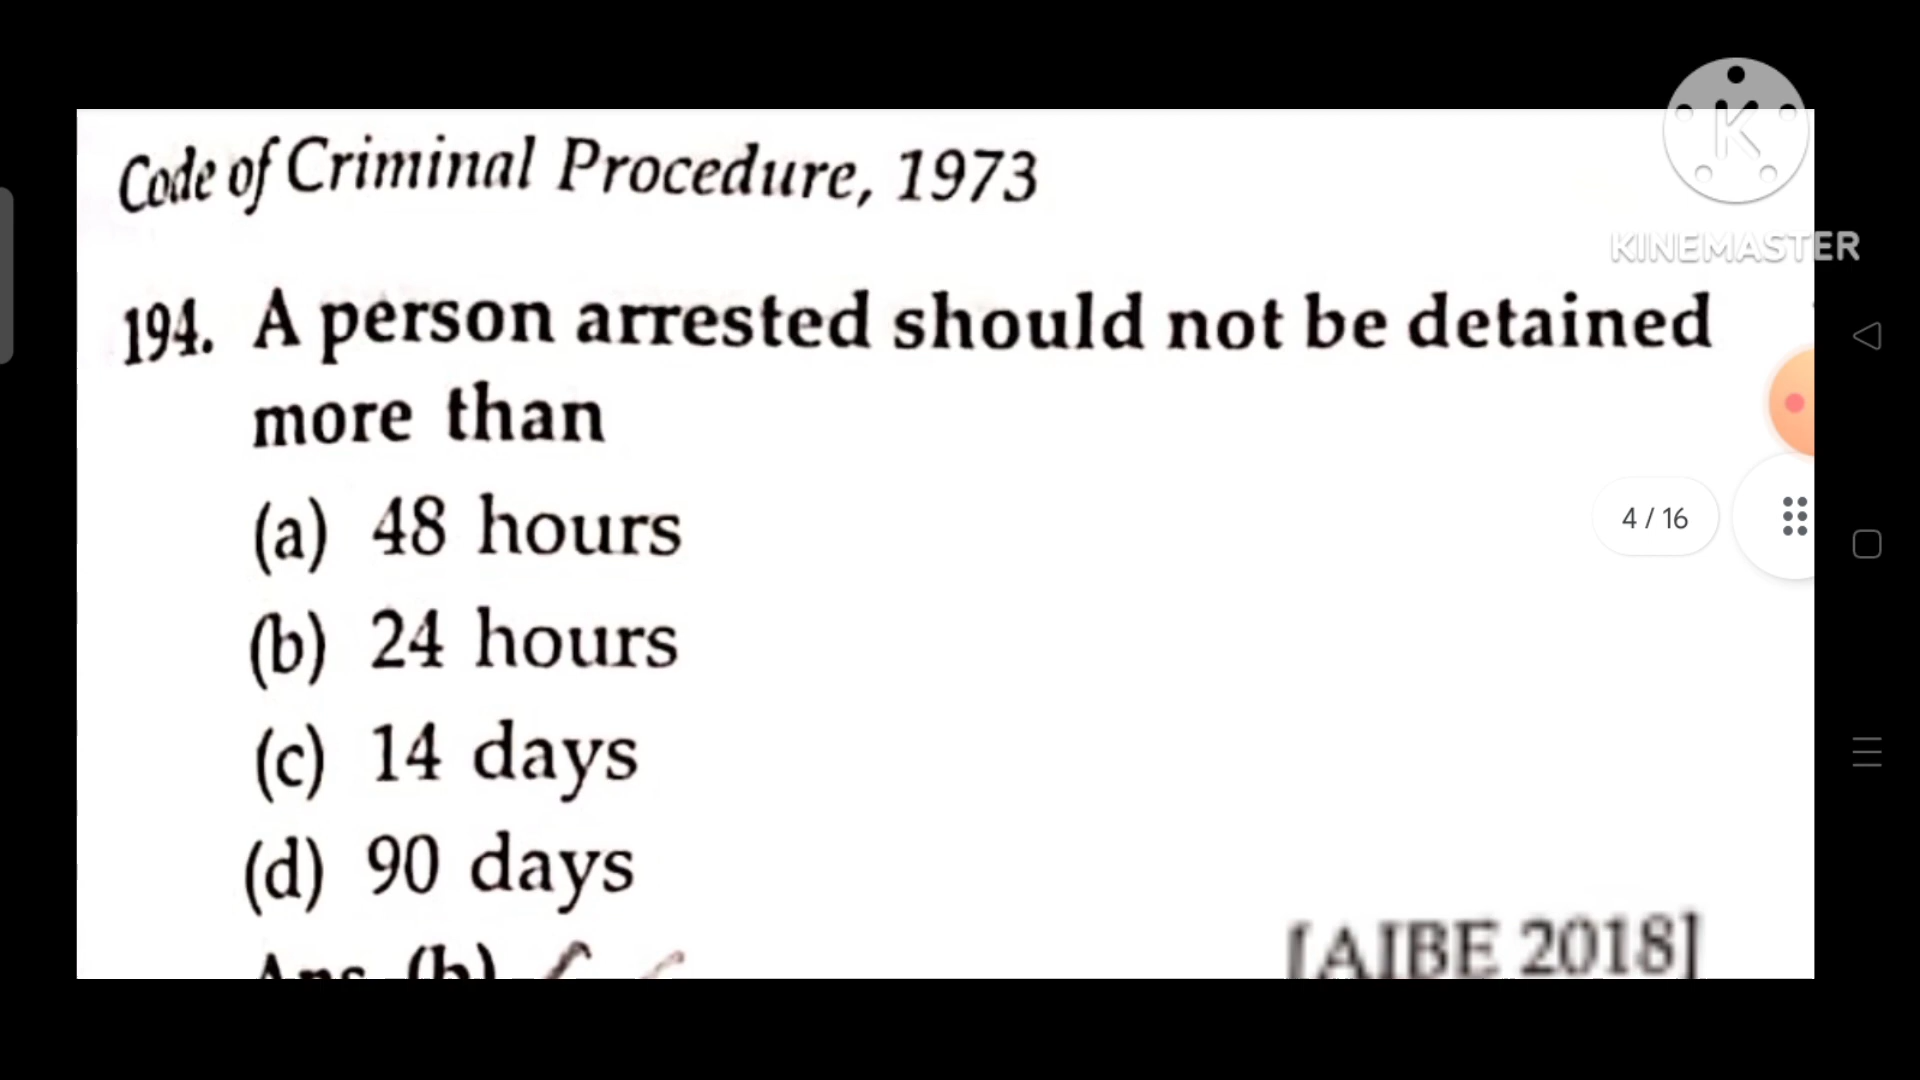 Code of Criminal Procedure, 1973
K
KINEMASTER
194. A person arrested should not be detained
more than
(a) 48 hours
4 / 16
(b) 24 hours
(c) 14 days
(d) 90 days
Ans. (b)
[AIBE 2018]